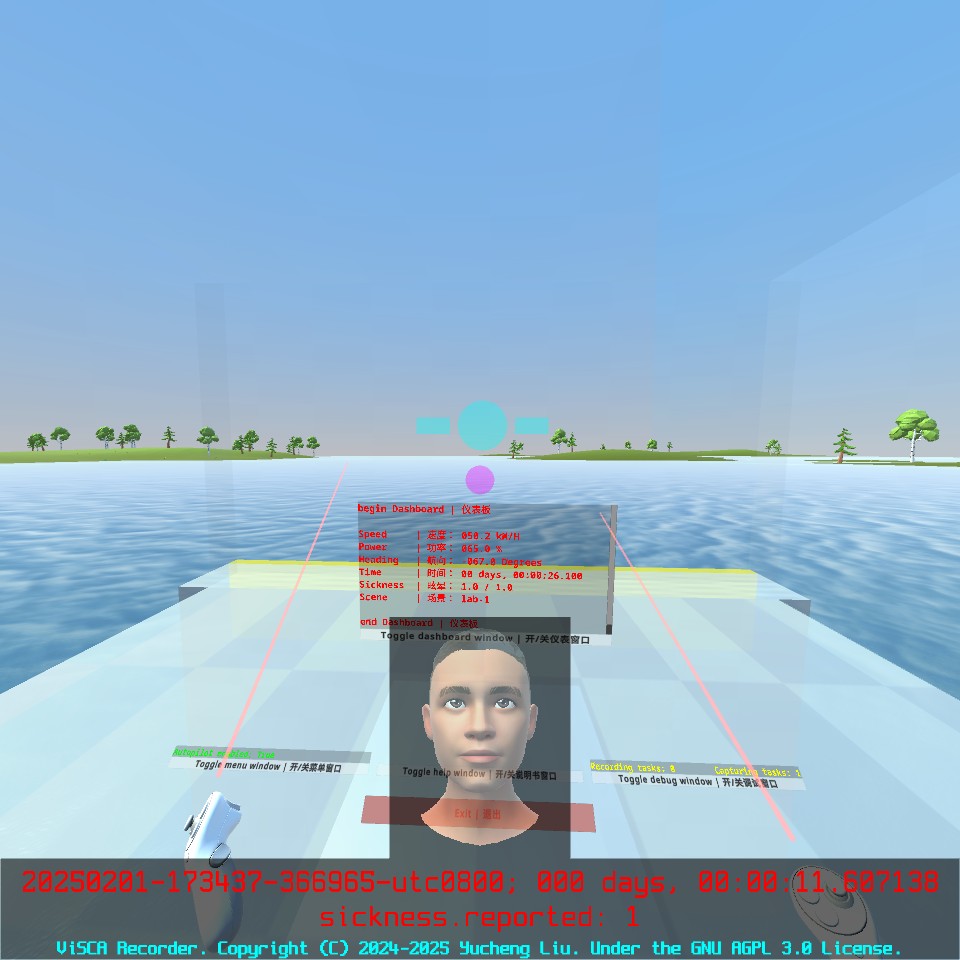 begin Dashboard | 仪表板
Speed | 速度： 050.2 kM/H
Power | 功率： 065.0 %
Heading | 航向： -067.0 Degrees
Time | 时间： 00 days, 00:00:26.100
Sickness | 眩晕： 1.0 / 1.0
Scene | 场景： lab-1
end Dashboard | 仪表板
Toggle dashboard window | 开/关仪表窗口
Autopilot True
Toggle menu window | 开/关菜单窗口
Toggle help window | 开/关说明书窗口
Recording tasks: 0 Capturing tasks: 1
Toggle debug window | 开/关调试窗口
Exit | 退出
20250201-173437-366965-utc0800; 000 days, 00:00:11.607138
sickness.reported: 1
ViSCA Recorder. Copyright (C) 2024-2025 Yucheng Liu. Under the GNU AGPL 3.0 License.